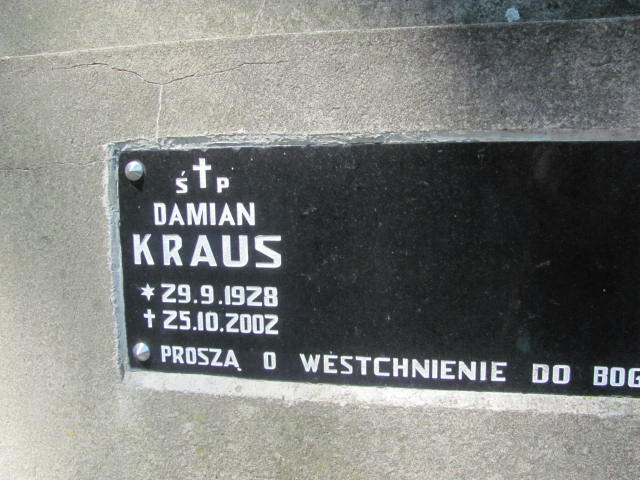 Ś✝P
DAMIAN
KRAUS
* 29.9.1928
† 25.10.2002
PROSZĄ O WESTCHNIENIE DO BOG